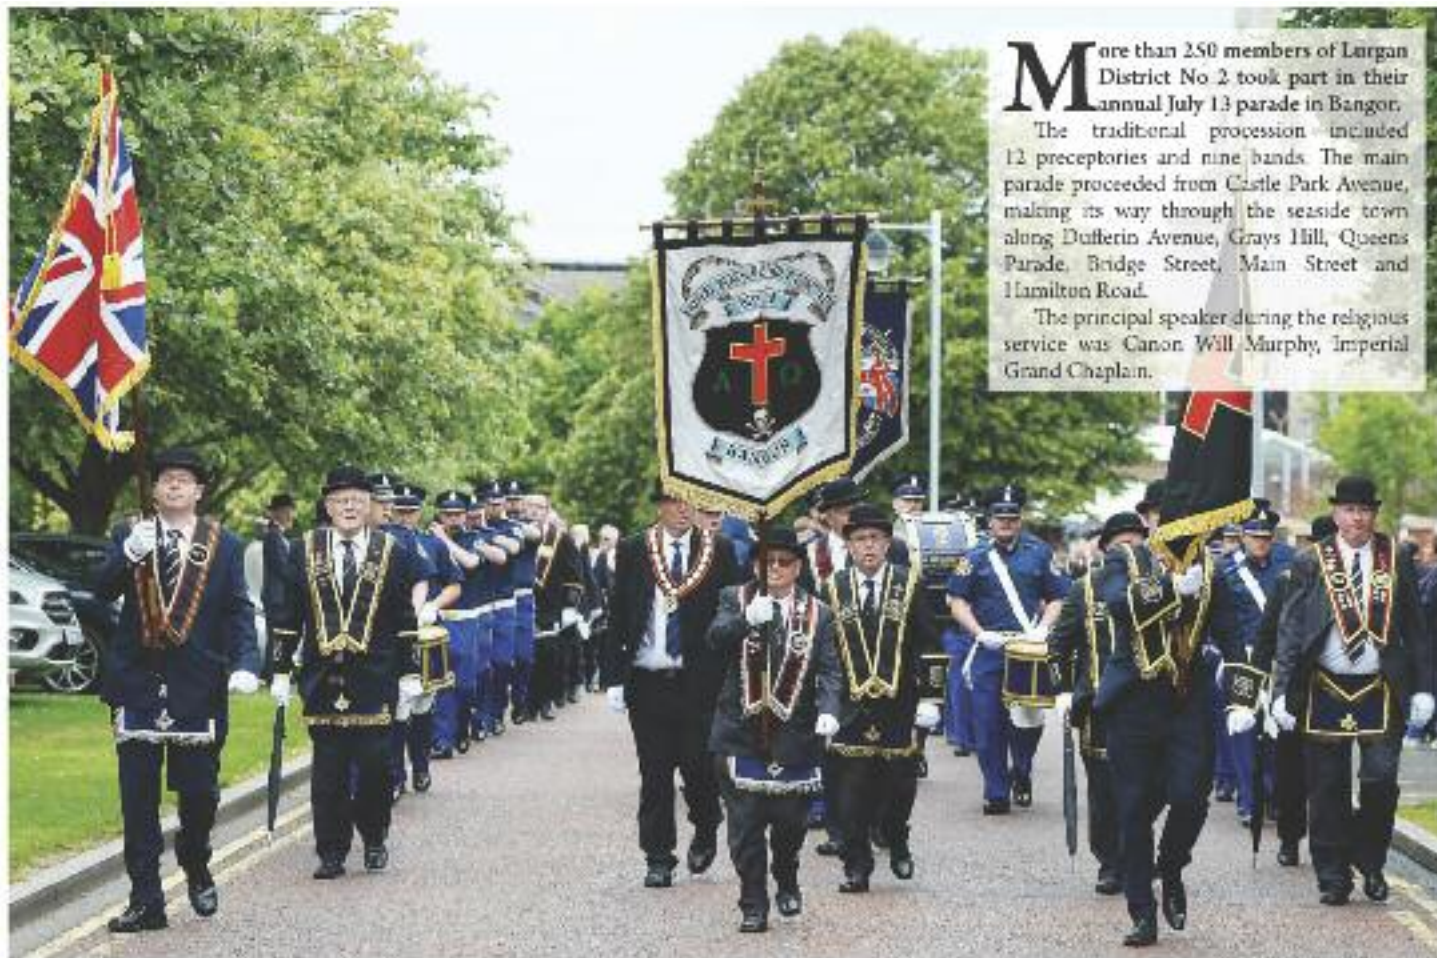 More than 250 members of Lurgan
District No 2 took part in their
annual July 13 parade in Bangor.
The traditional procession included
12 preceptories and nine bands. The main
parade proceeded from Castle Park Avenue,
making its way through the seaside town
along Dufferin Avenue, Grays Hill, Queens
Parade, Bridge Street, Main Street and
Hamilton Road.
The principal speaker during the religious
service was Canon Will Murphy, Imperial
Grand Chaplain.
A Ω
BANGOR